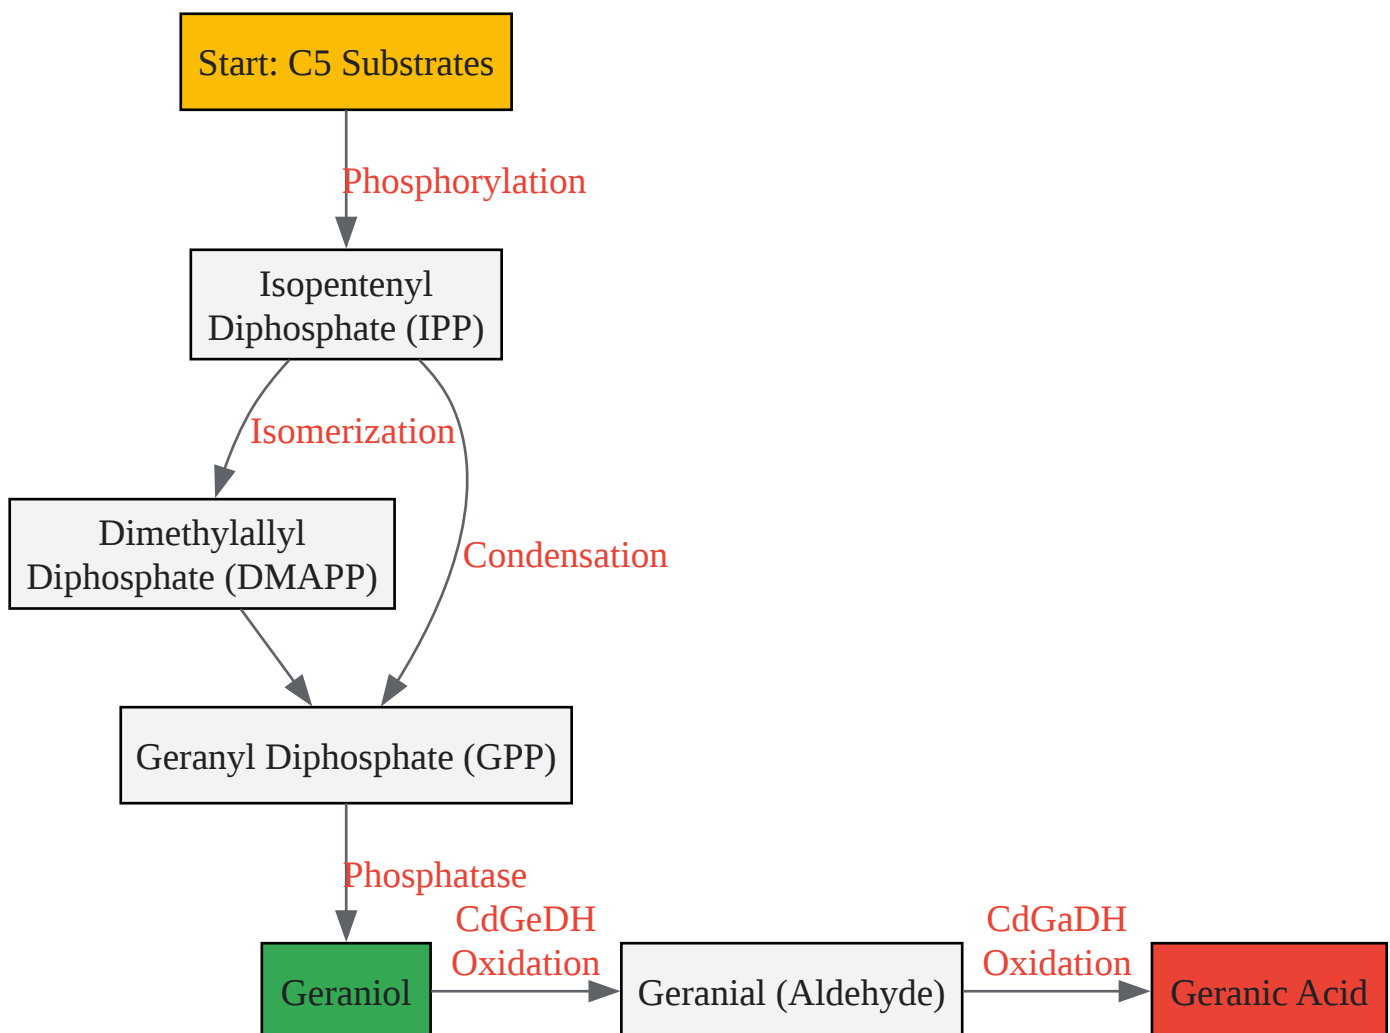 Start: C5 Substrates
Phosphorylation
Isopentenyl
Diphosphate (IPP)
Isomerization
Dimethylallyl
Diphosphate (DMAPP)
Condensation
Geranyl Diphosphate (GPP)
Phosphatase
CdGeDH
Oxidation
CdGaDH
Oxidation
Geraniol
Geranial (Aldehyde)
Geranic Acid